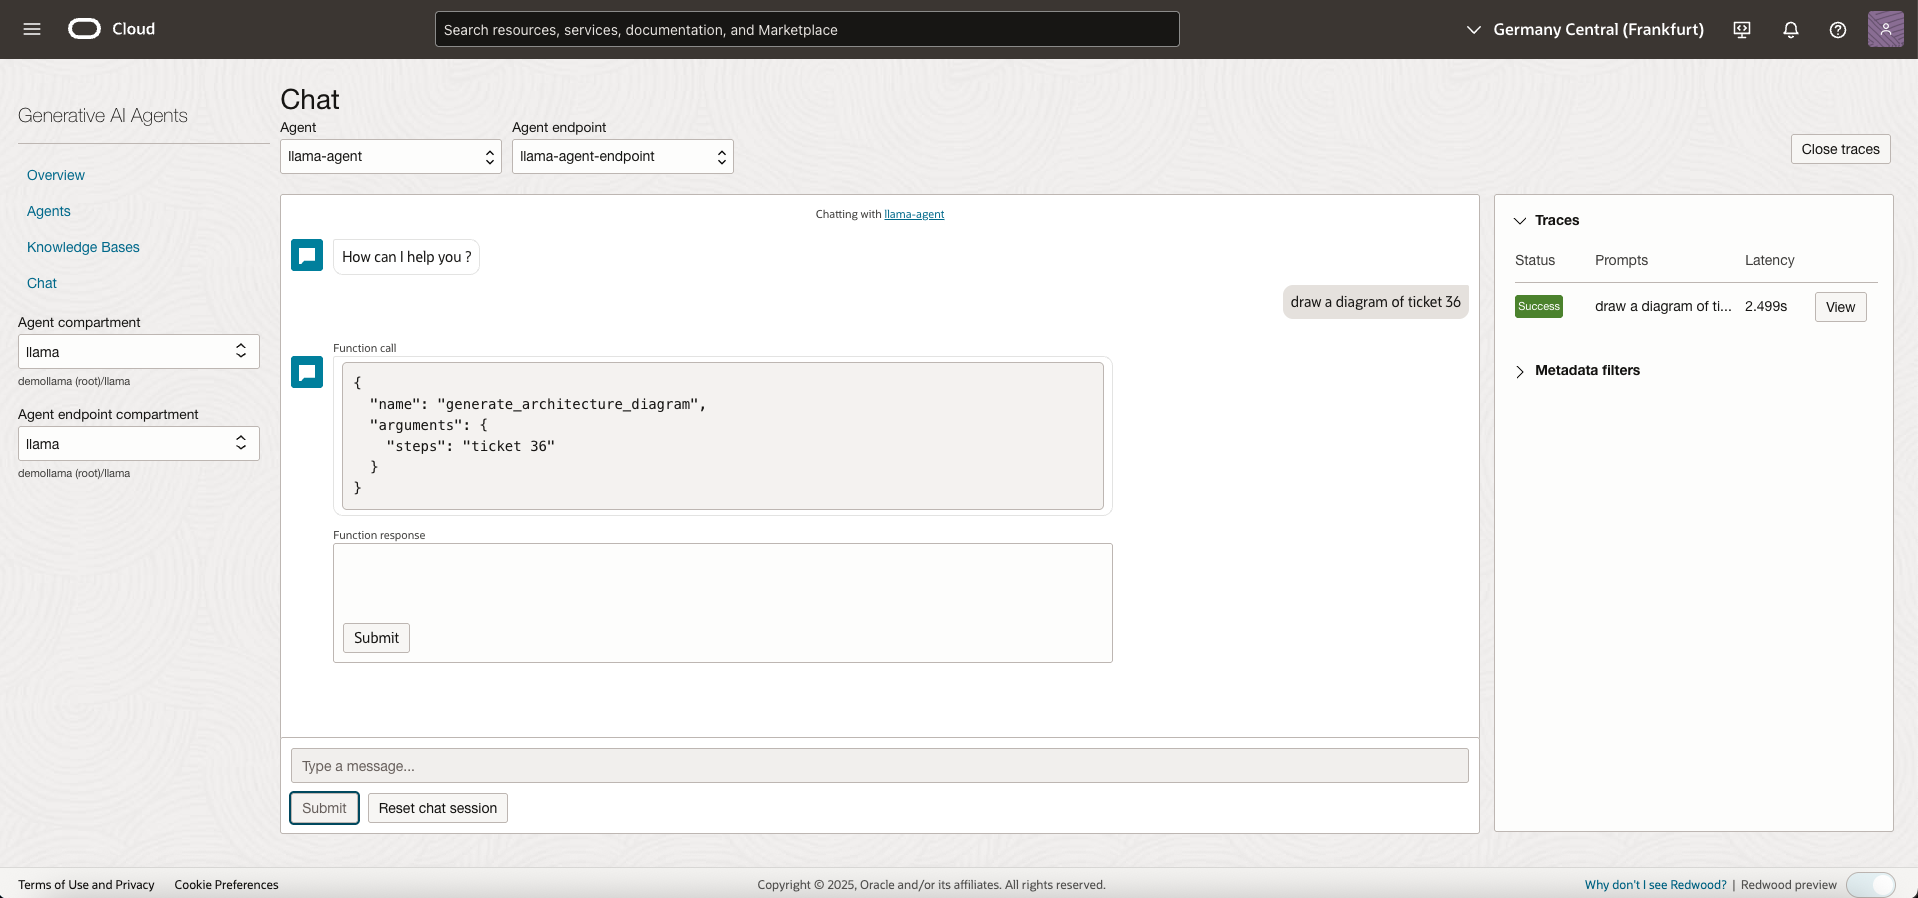 Cloud
Search resources, services, documentation, and Marketplace
Germany Central (Frankfurt)
Generative AI Agents
Overview
Agents
Knowledge Bases
Chat
Agent compartment
llama
demollama (root)/llama
Agent endpoint compartment
llama
demollama (root)/llama
Chat
Agent
Agent endpoint
llama-agent
llama-agent-endpoint
Close traces
Chatting with llama-agent
How can I help you ?
draw a diagram of ticket 36
Function call
{
  "name": "generate_architecture_diagram",
  "arguments": {
    "steps": "ticket 36"
  }
}
Function response
Submit
Type a message...
Submit
Reset chat session
Traces
Status Prompts Latency
Success draw a diagram of ti... 2.499s View
Metadata filters
Terms of Use and Privacy Cookie Preferences
Copyright © 2025, Oracle and/or its affiliates. All rights reserved.
Why don't I see Redwood? | Redwood preview